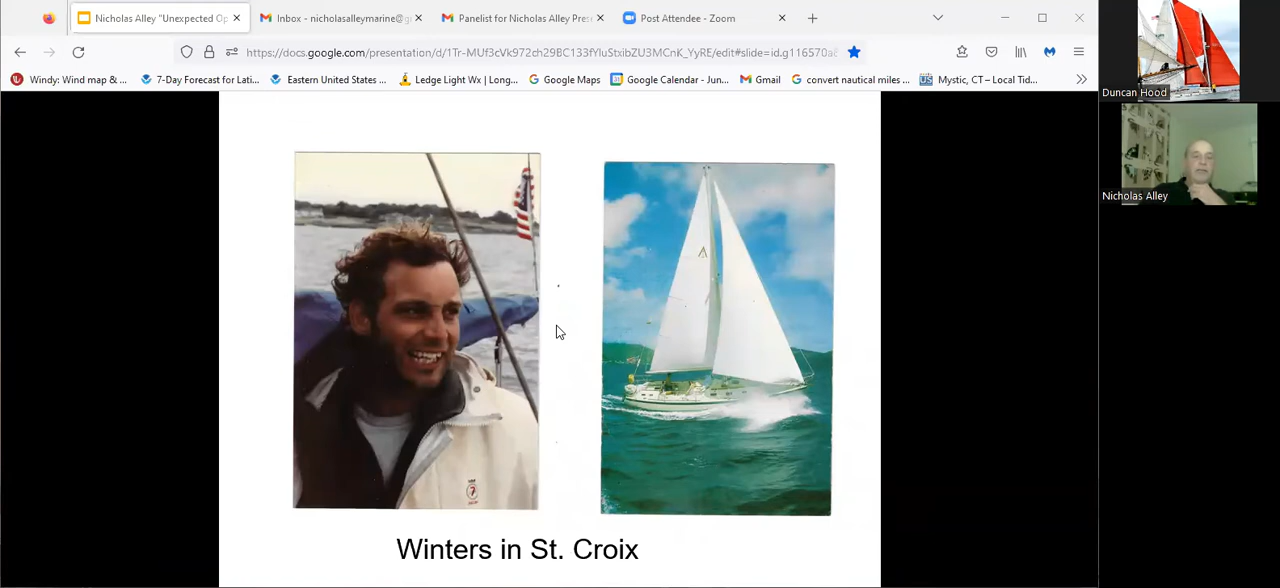 Nicholas Alley "Unexpected Op
Inbox - nicholasalleymarine@g
Panelist for Nicholas Alley Pres
Post Attendee - Zoom
https://docs.google.com/presentation/d/1Tr-MUf3cVk972ch29BC133fYluStxibZU3MCnK_YyRE/edit#slide=id.g116570a
Windy: Wind map & ...
7-Day Forecast for Lati...
Eastern United States ...
Ledge Light Wx | Long...
Google Maps
Google Calendar - Jun...
Gmail
convert nautical miles ...
Mystic, CT – Local Tid...
Duncan Hood
Nicholas Alley
Winters in St. Croix